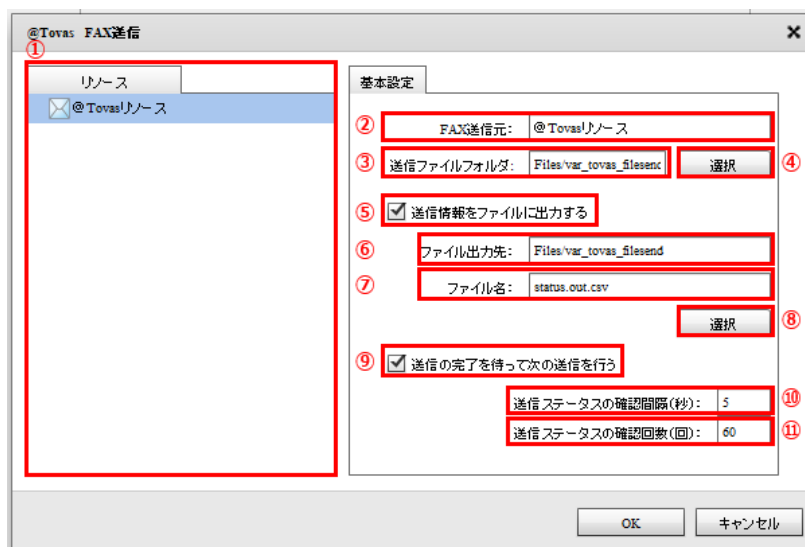 @Tovas FAX送信
①
リソース
@Tovasリソース
基本設定
② FAX送信元: @Tovasリソース
③ 送信ファイルフォルダ: Files/var_tovas_filesend 選択 ④
⑤ 送信情報をファイルに出力する
⑥ ファイル出力先: Files/var_tovas_filesend
⑦ ファイル名: status.out.csv
選択 ⑧
⑨ 送信の完了を待って次の送信を行う
送信ステータスの確認間隔(秒): 5 ⑩
送信ステータスの確認回数(回): 60 ⑪
OK キャンセル